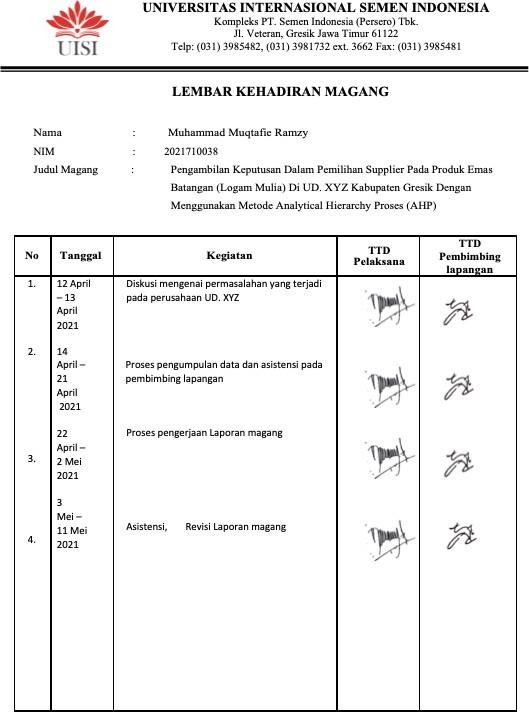 UISI
UNIVERSITAS INTERNASIONAL SEMEN INDONESIA
Kompleks PT. Semen Indonesia (Persero) Tbk.
Jl. Veteran, Gresik Jawa Timur 61122
Telp: (031) 3985482, (031) 3981732 ext. 3662 Fax: (031) 3985481
LEMBAR KEHADIRAN MAGANG
Nama : Muhammad Muqtafie Ramzy
NIM : 2021710038
Judul Magang : Pengambilan Keputusan Dalam Pemilihan Supplier Pada Produk Emas
Batangan (Logam Mulia) Di UD. XYZ Kabupaten Gresik Dengan
Menggunakan Metode Analytical Hierarchy Proses (AHP)
No Tanggal Kegiatan TTD Pelaksana TTD Pembimbing lapangan
1. 12 April – 13 April 2021 Diskusi mengenai permasalahan yang terjadi
pada perusahaan UD. XYZ
2. 14 April – 21 April 2021 Proses pengumpulan data dan asistensi pada
pembimbing lapangan
3. 22 April – 2 Mei 2021 Proses pengerjaan Laporan magang
4. 3 Mei – 11 Mei 2021 Asistensi, Revisi Laporan magang